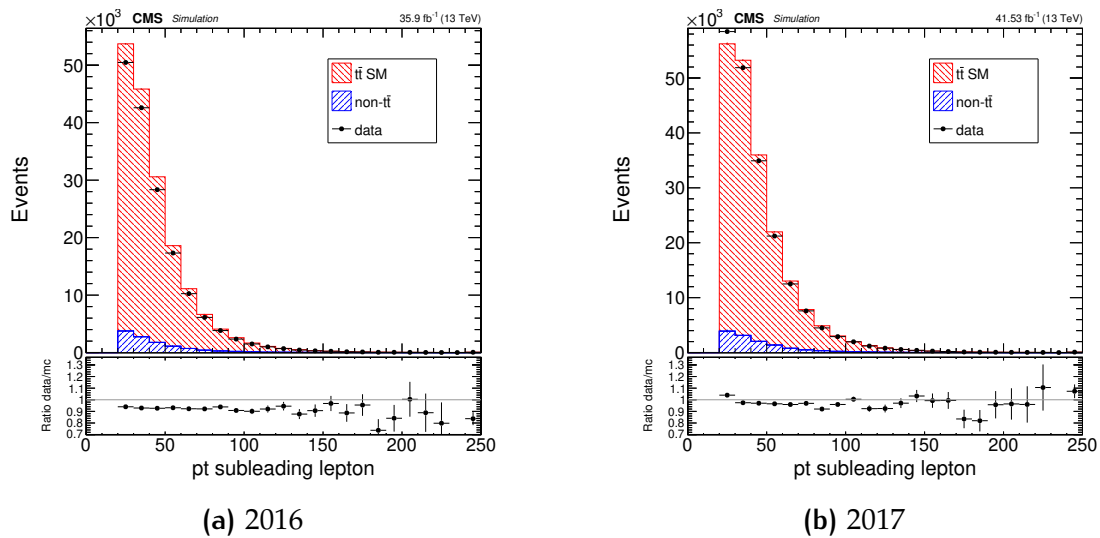 ×10³ CMS Simulation 35.9 fb⁻¹ (13 TeV)
Events
50
40
30
20
10
0
tt̄ SM
non-tt̄
data
Ratio data/mc
1.3
1.2
1.1
1
0.9
0.8
0.7
0 50 100 150 200 250
pt subleading lepton
(a) 2016
×10³ CMS Simulation 41.53 fb⁻¹ (13 TeV)
Events
50
40
30
20
10
0
tt̄ SM
non-tt̄
data
Ratio data/mc
1.3
1.2
1.1
1
0.9
0.8
0.7
0 50 100 150 200 250
pt subleading lepton
(b) 2017